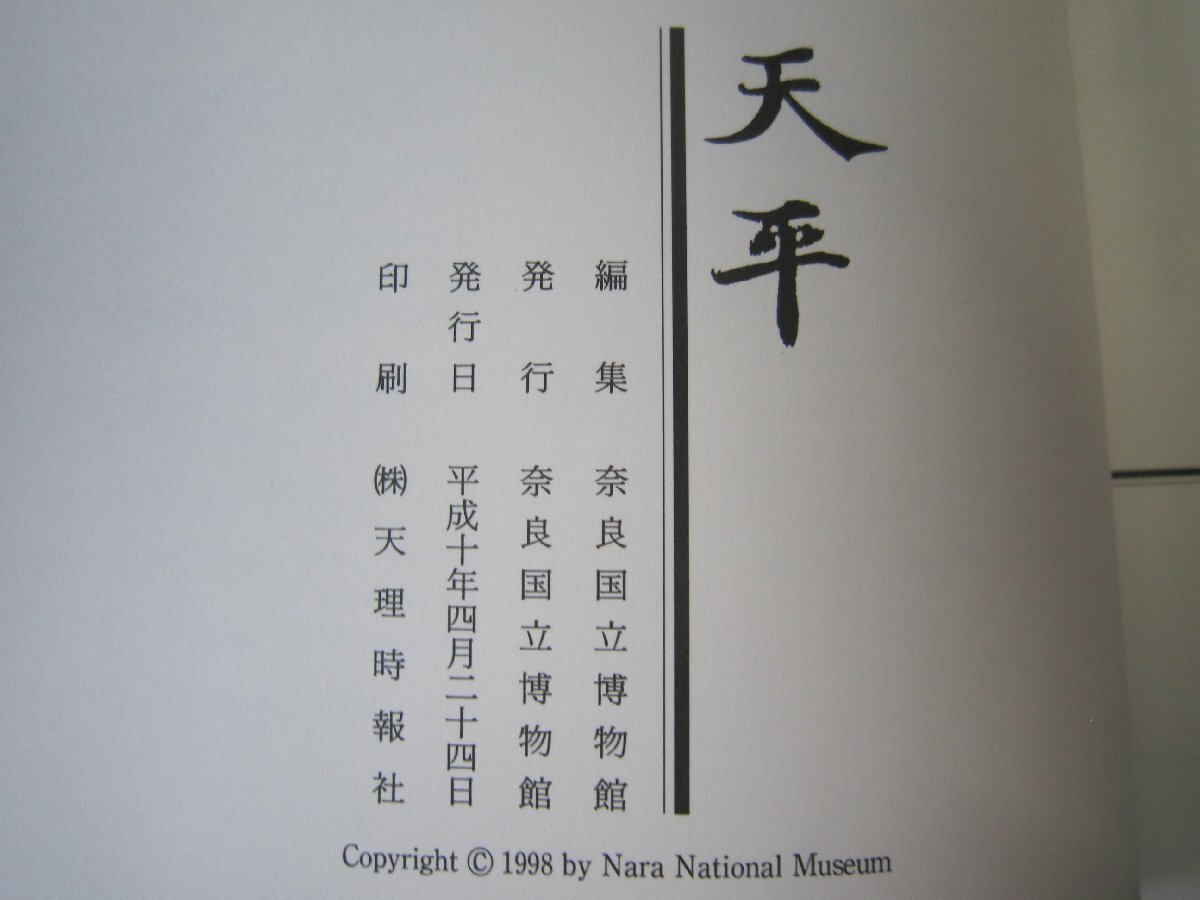 天平
編集 奈良国立博物館
発行 奈良国立博物館
発行日 平成十年四月二十四日
印刷 ㈱天理時報社
Copyright © 1998 by Nara National Museum